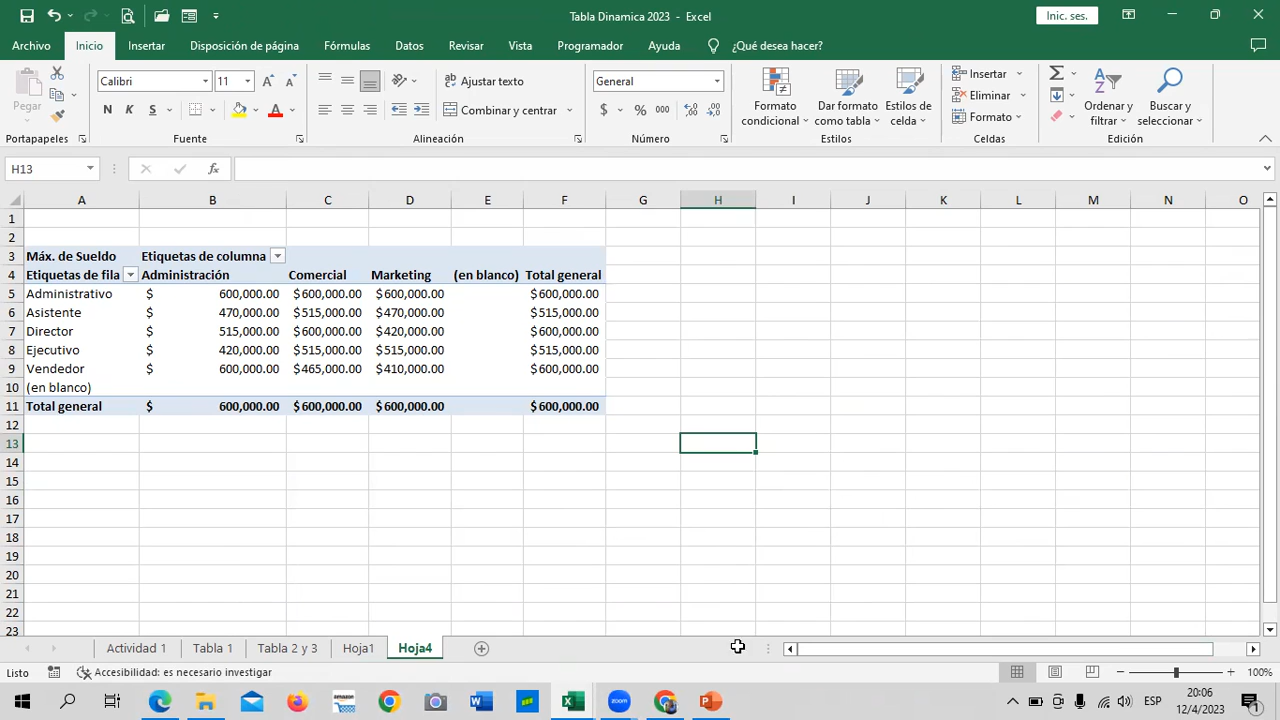 Tabla Dinamica 2023 - Excel
Inic. ses.
Archivo Inicio Insertar Disposición de página Fórmulas Datos Revisar Vista Programador Ayuda ¿Qué desea hacer?
Pegar
Calibri 11
N K S
Ajustar texto
Combinar y centrar
General
$ % 000
Formato condicional
Dar formato como tabla
Estilos de celda
Insertar
Eliminar
Formato
Ordenar y filtrar
Buscar y seleccionar
Portapapeles Fuente Alineación Número Estilos Celdas Edición
H13 fx
A B C D E F G H I J K L M N O
1
2
3 Máx. de Sueldo Etiquetas de columna
4 Etiquetas de fila Administración Comercial Marketing (en blanco) Total general
5 Administrativo $ 600,000.00 $ 600,000.00 $ 600,000.00 $ 600,000.00
6 Asistente $ 470,000.00 $ 515,000.00 $ 470,000.00 $ 515,000.00
7 Director $ 515,000.00 $ 600,000.00 $ 420,000.00 $ 600,000.00
8 Ejecutivo $ 420,000.00 $ 515,000.00 $ 515,000.00 $ 515,000.00
9 Vendedor $ 600,000.00 $ 465,000.00 $ 410,000.00 $ 600,000.00
10 (en blanco)
11 Total general $ 600,000.00 $ 600,000.00 $ 600,000.00 $ 600,000.00
12
13
14
15
16
17
18
19
20
21
22
23
Actividad 1 Tabla 1 Tabla 2 y 3 Hoja1 Hoja4
Listo Accesibilidad: es necesario investigar 100%
ESP 20:06
12/4/2023